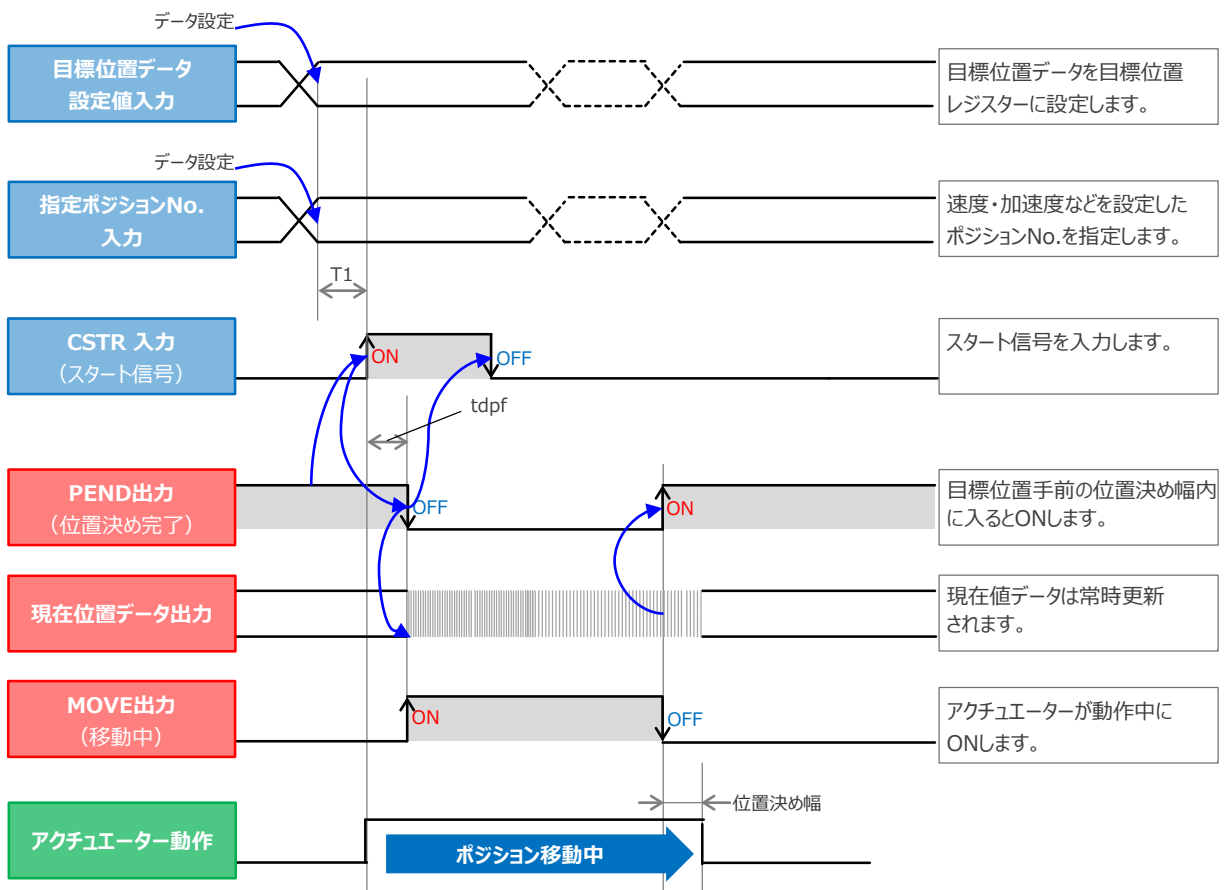 データ設定
目標位置データ
設定値入力
目標位置データを目標位置
レジスターに設定します。
データ設定
指定ポジションNo.
入力
速度・加速度などを設定した
ポジションNo.を指定します。
T1
CSTR 入力
（スタート信号）
ON
OFF
スタート信号を入力します。
tdpf
PEND出力
（位置決め完了）
OFF
ON
目標位置手前の位置決め幅内
に入るとONします。
現在位置データ出力
現在値データは常時更新
されます。
MOVE出力
（移動中）
ON
OFF
アクチュエーターが動作中に
ONします。
位置決め幅
アクチュエーター動作
ポジション移動中